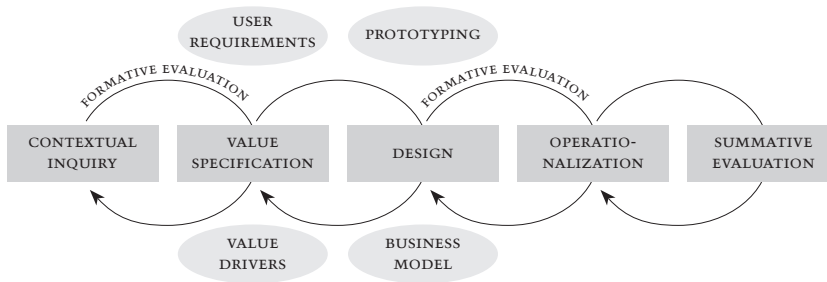 USER
REQUIREMENTS
PROTOTYPING
FORMATIVE EVALUATION
FORMATIVE EVALUATION
CONTEXTUAL
INQUIRY
VALUE
SPECIFICATION
DESIGN
OPERATIO-
NALIZATION
SUMMATIVE
EVALUATION
VALUE
DRIVERS
BUSINESS
MODEL